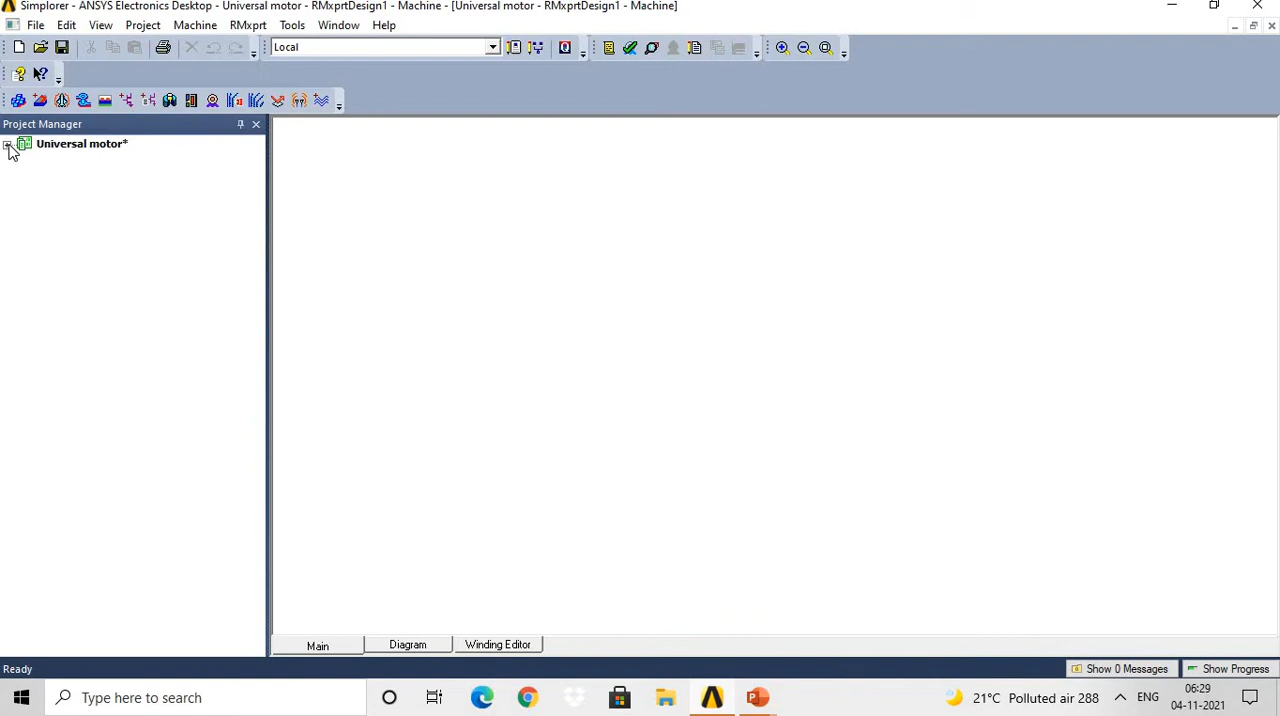 Simplorer - ANSYS Electronics Desktop - Universal motor - RMxprtDesign1 - Machine - [Universal motor - RMxprtDesign1 - Machine]
File Edit View Project Machine RMxprt Tools Window Help
Local
Project Manager
Universal motor*
Main Diagram Winding Editor
Ready Show 0 Messages Show Progress
Type here to search 21°C Polluted air 288 ENG 06:29
04-11-2021